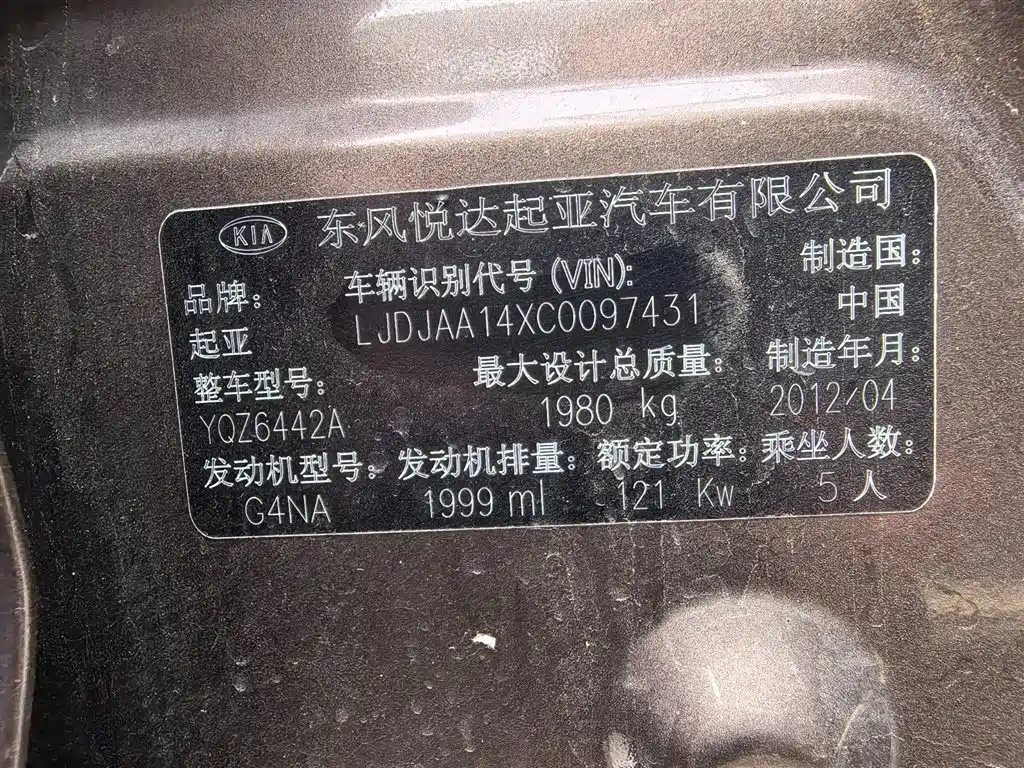 KIA 东风悦达起亚汽车有限公司
品牌: 车辆识别代号 (VIN): 制造国:
起亚 LJDJAA14XC0097431 中国
整车型号: 最大设计总质量: 制造年月:
YQZ6442A 1980 kg 2012/04
发动机型号: 发动机排量: 额定功率: 乘坐人数:
G4NA 1999 ml 121 Kw 5 人